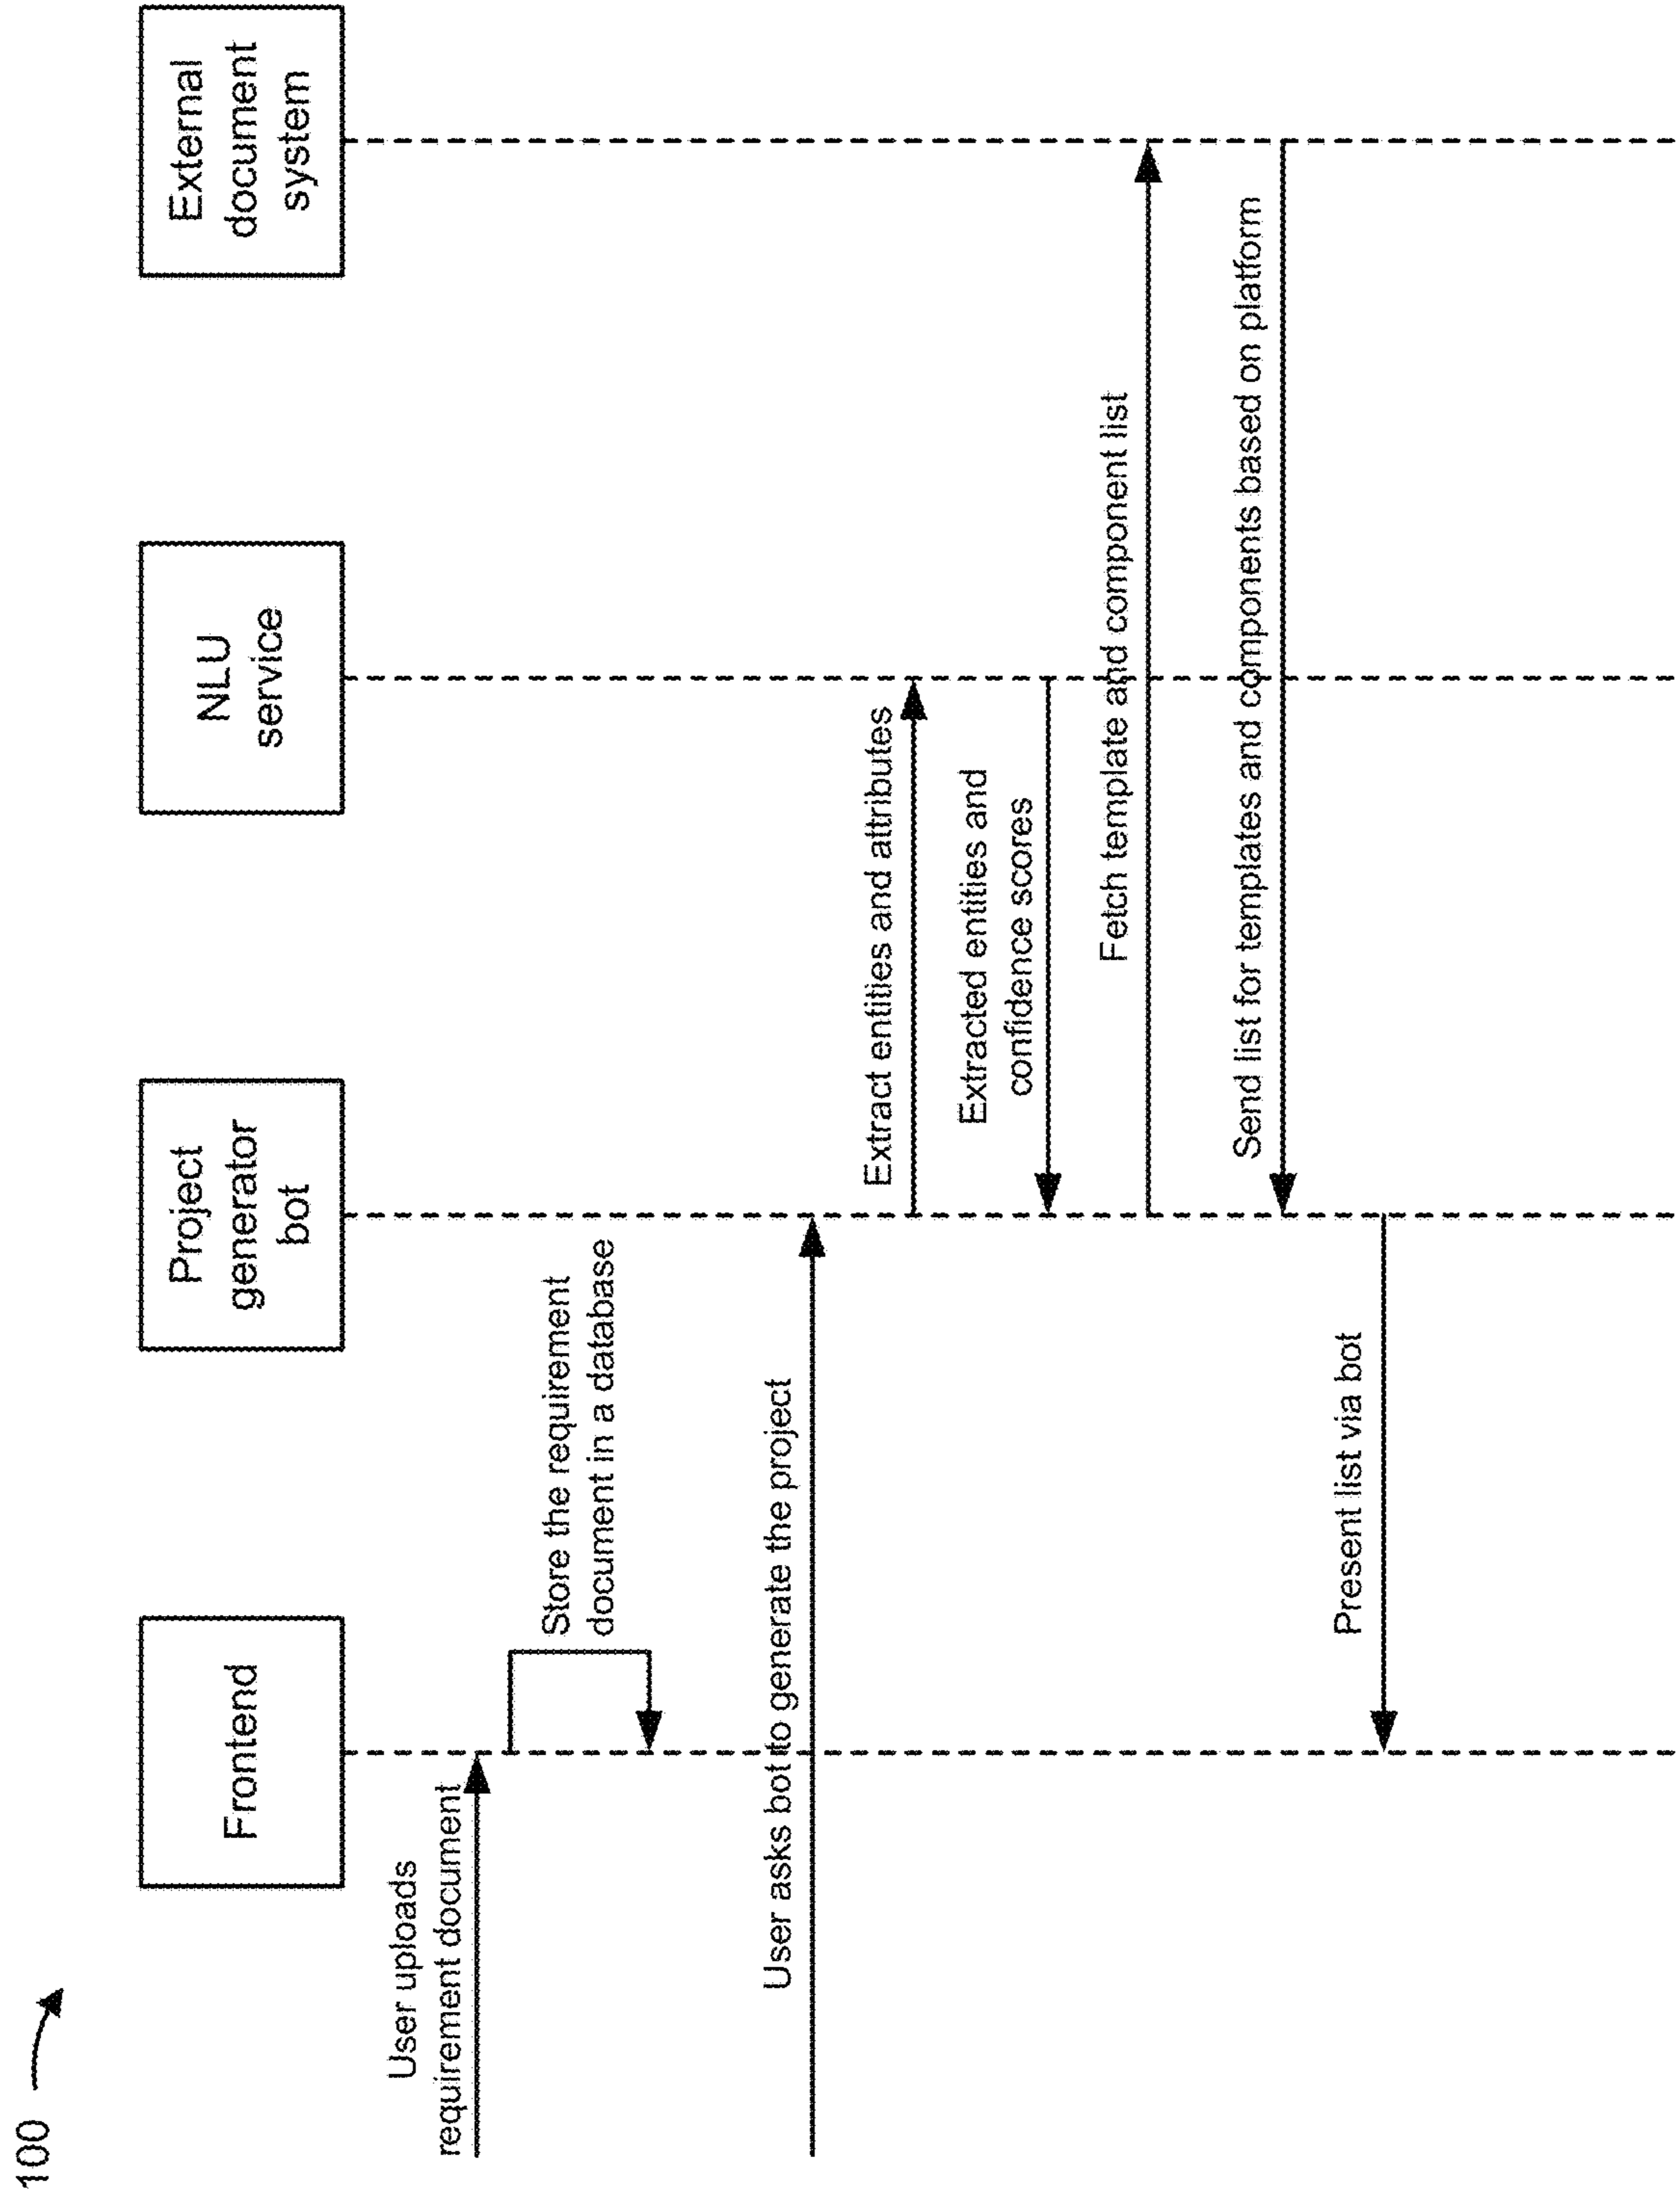 100
Frontend
Project
generator
bot
NLU
service
External
document
system
User uploads
requirement document
Store the requirement
document in a database
User asks bot to generate the project
Extract entities and attributes
Extracted entities and
confidence scores
Fetch template and component list
Send list for templates and components based on platform
Present list via bot